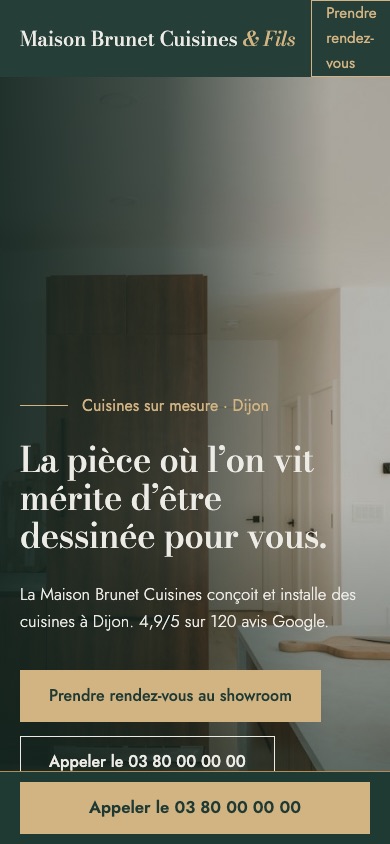 Maison Brunet Cuisines & Fils
Prendre
rendez-
vous
Cuisines sur mesure · Dijon
La pièce où l’on vit
mérite d’être
dessinée pour vous.
La Maison Brunet Cuisines conçoit et installe des
cuisines à Dijon. 4,9/5 sur 120 avis Google.
Prendre rendez-vous au showroom
Appeler le 03 80 00 00 00
Appeler le 03 80 00 00 00